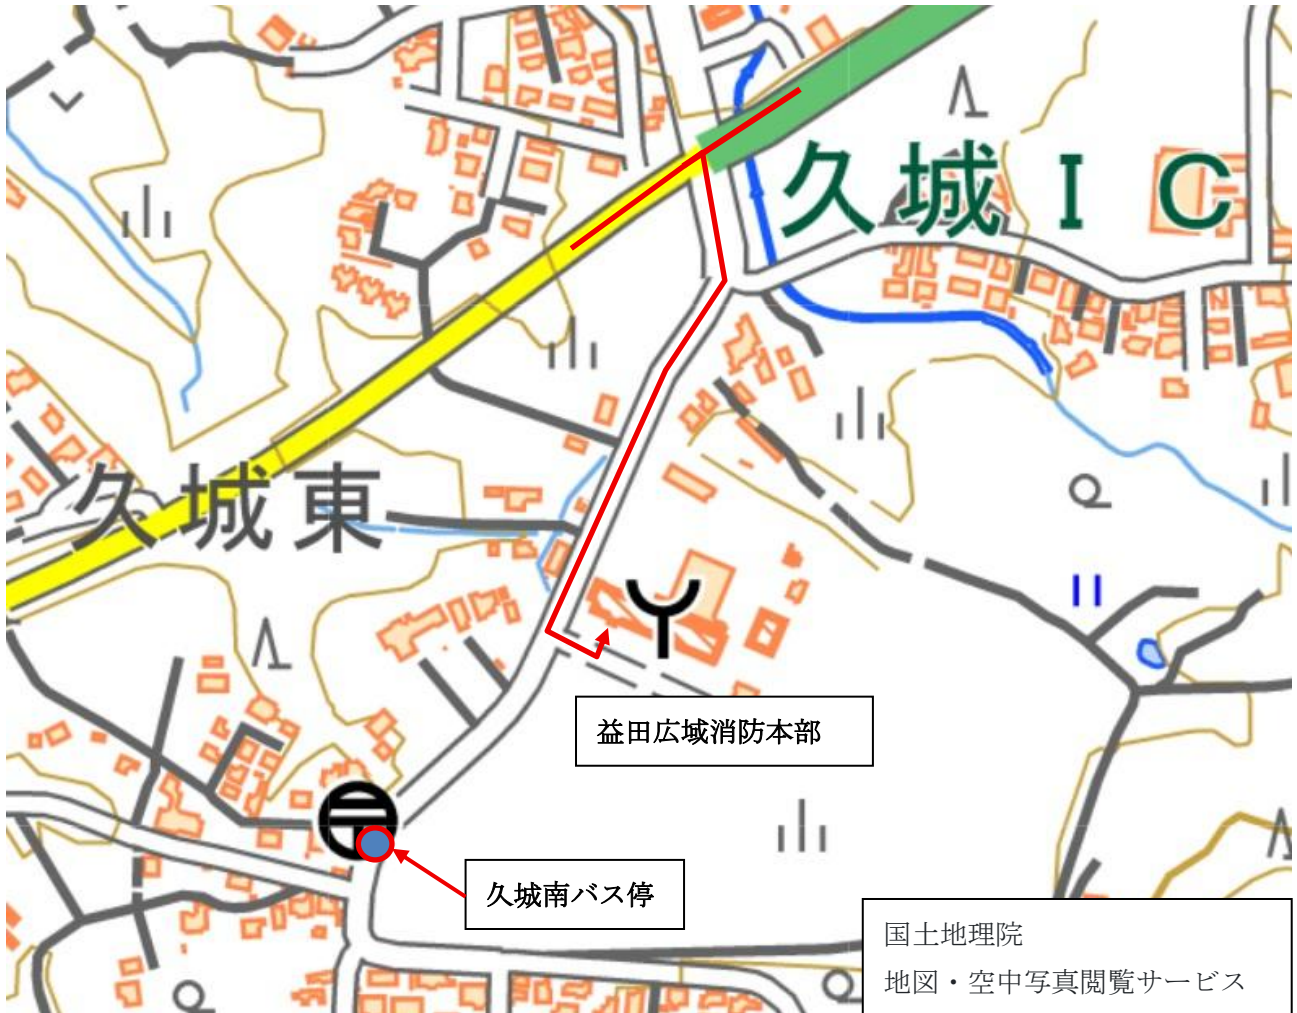 久城IC
久城東
益田広域消防本部
久城南バス停
国土地理院
地図・空中写真閲覧サービス